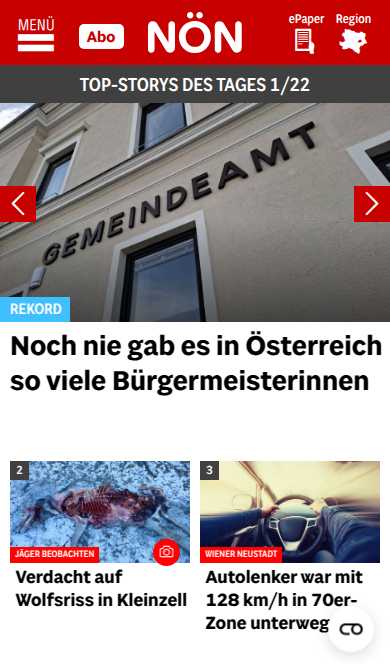 MENÜ
Abo
NÖN
ePaper
Region
TOP-STORYS DES TAGES 1/22
GEMEINDEAMT
REKORD
Noch nie gab es in Österreich
so viele Bürgermeisterinnen
2
JÄGER BEOBACHTEN
Verdacht auf
Wolfsriss in Kleinzell
3
WIENER NEUSTADT
Autolenker war mit
128 km/h in 70er-
Zone unterweg